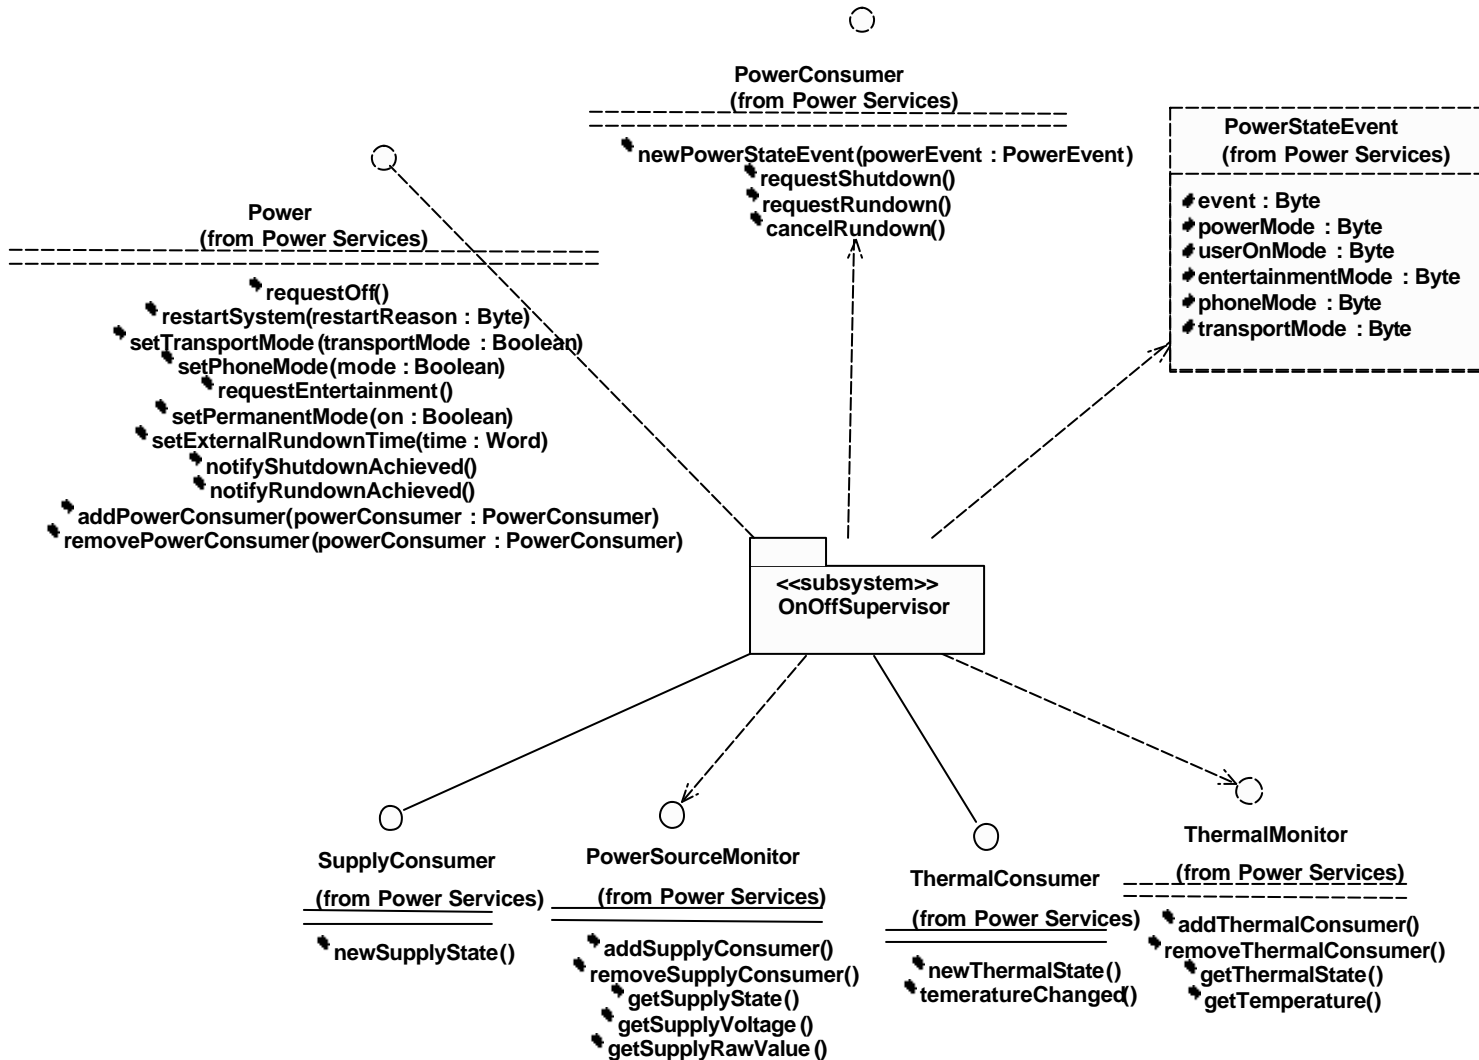 PowerConsumer
(from Power Services)
newPowerStateEvent(powerEvent : PowerEvent)
requestShutdown()
requestRundown()
cancelRundown()
PowerStateEvent
(from Power Services)
event : Byte
powerMode : Byte
userOnMode : Byte
entertainmentMode : Byte
phoneMode : Byte
transportMode : Byte
Power
(from Power Services)
requestOff()
restartSystem(restartReason : Byte)
setTransportMode(transportMode : Boolean)
setPhoneMode(mode : Boolean)
requestEntertainment()
setPermanentMode(on : Boolean)
setExternalRundownTime(time : Word)
notifyShutdownAchieved()
notifyRundownAchieved()
addPowerConsumer(powerConsumer : PowerConsumer)
removePowerConsumer(powerConsumer : PowerConsumer)
<<subsystem>>
OnOffSupervisor
SupplyConsumer
(from Power Services)
newSupplyState()
PowerSourceMonitor
(from Power Services)
addSupplyConsumer()
removeSupplyConsumer()
getSupplyState()
getSupplyVoltage()
getSupplyRawValue()
ThermalConsumer
(from Power Services)
newThermalState()
temeratureChanged()
ThermalMonitor
(from Power Services)
addThermalConsumer()
removeThermalConsumer()
getThermalState()
getTemperature()